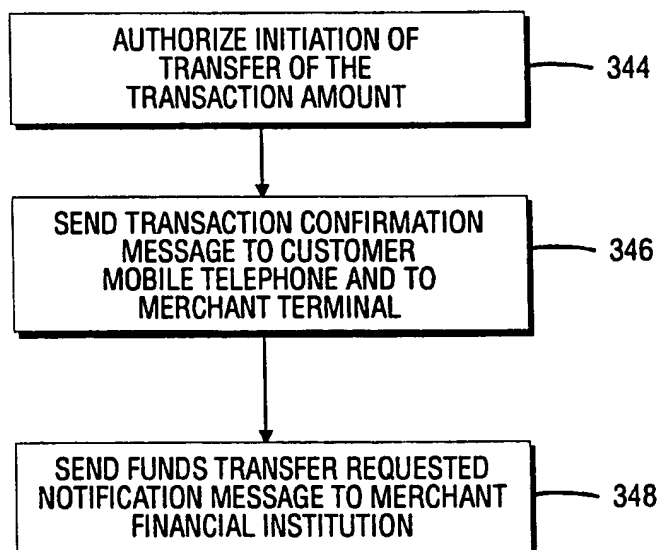 AUTHORIZE INITIATION OF
TRANSFER OF THE
TRANSACTION AMOUNT
344
SEND TRANSACTION CONFIRMATION
MESSAGE TO CUSTOMER
MOBILE TELEPHONE AND TO
MERCHANT TERMINAL
346
SEND FUNDS TRANSFER REQUESTED
NOTIFICATION MESSAGE TO MERCHANT
FINANCIAL INSTITUTION
348